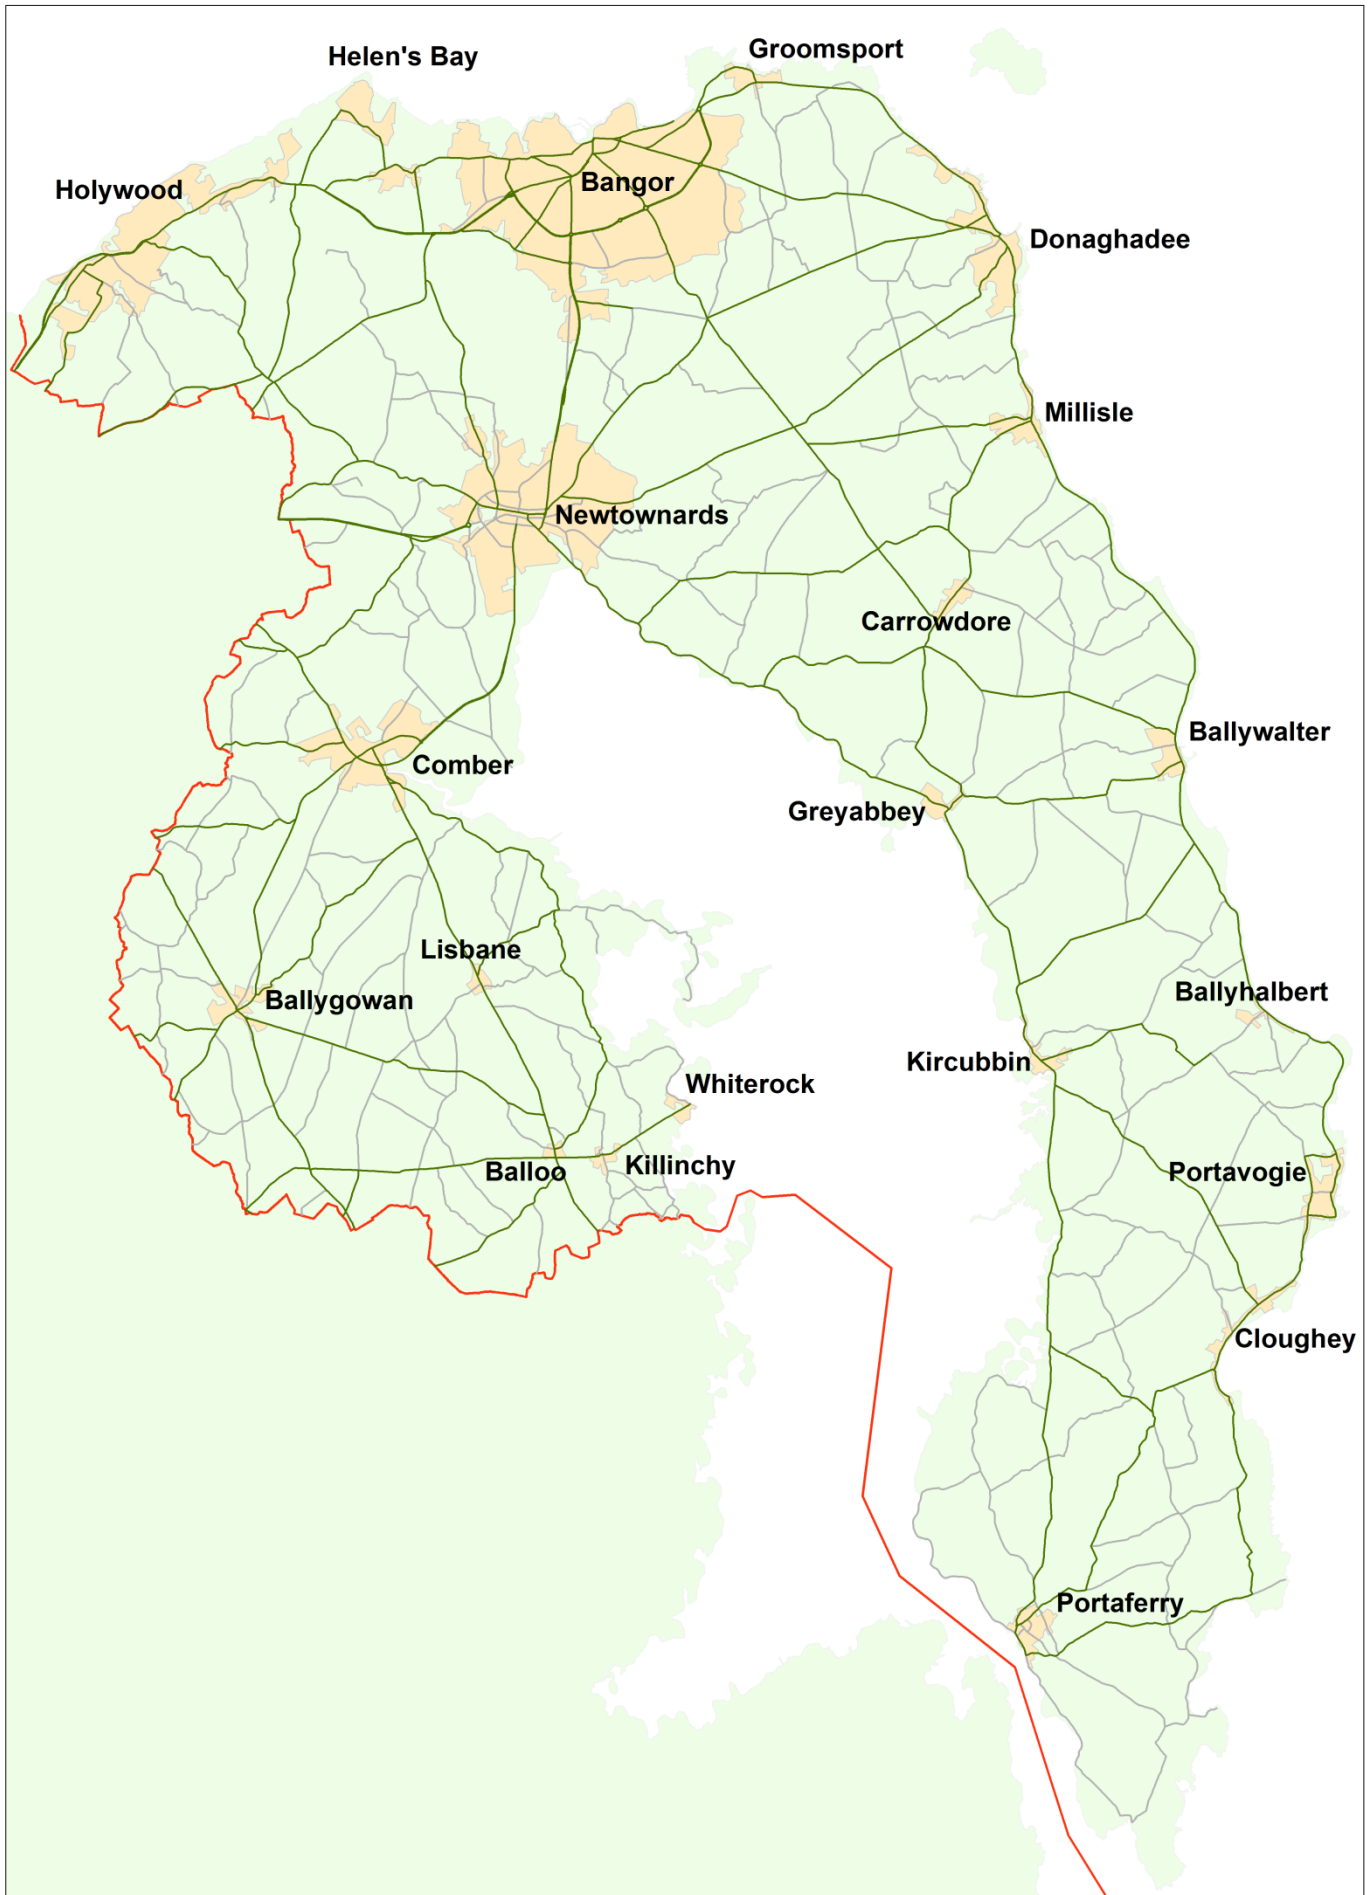 Groomsport
Helen's Bay
Bangor
Holywood
Donaghadee
Millisle
Newtownards
Carrowdore
Ballywalter
Comber
Greyabbey
Lisbane
Ballyhalbert
Ballygowan
Kircubbin
Whiterock
Killinchy
Balloo
Portavogie
Cloughey
Portaferry